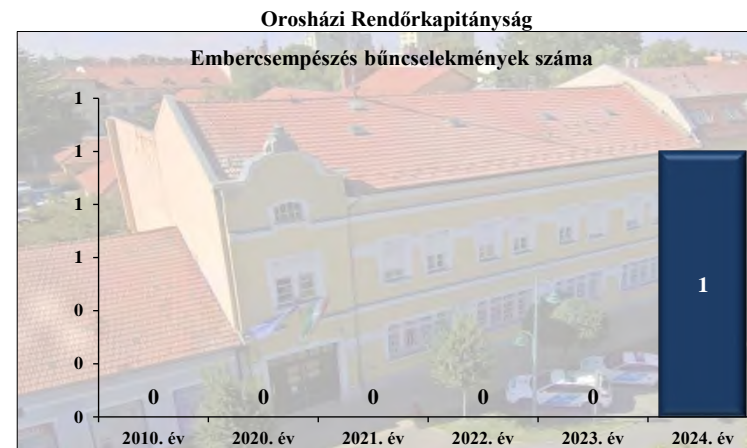 Orosházi Rendőrkapitányság
Embercsempészés bűncselekmények száma
1
1
1
1
0
0
0
0 0 0 0 0 1
2010. év 2020. év 2021. év 2022. év 2023. év 2024. év